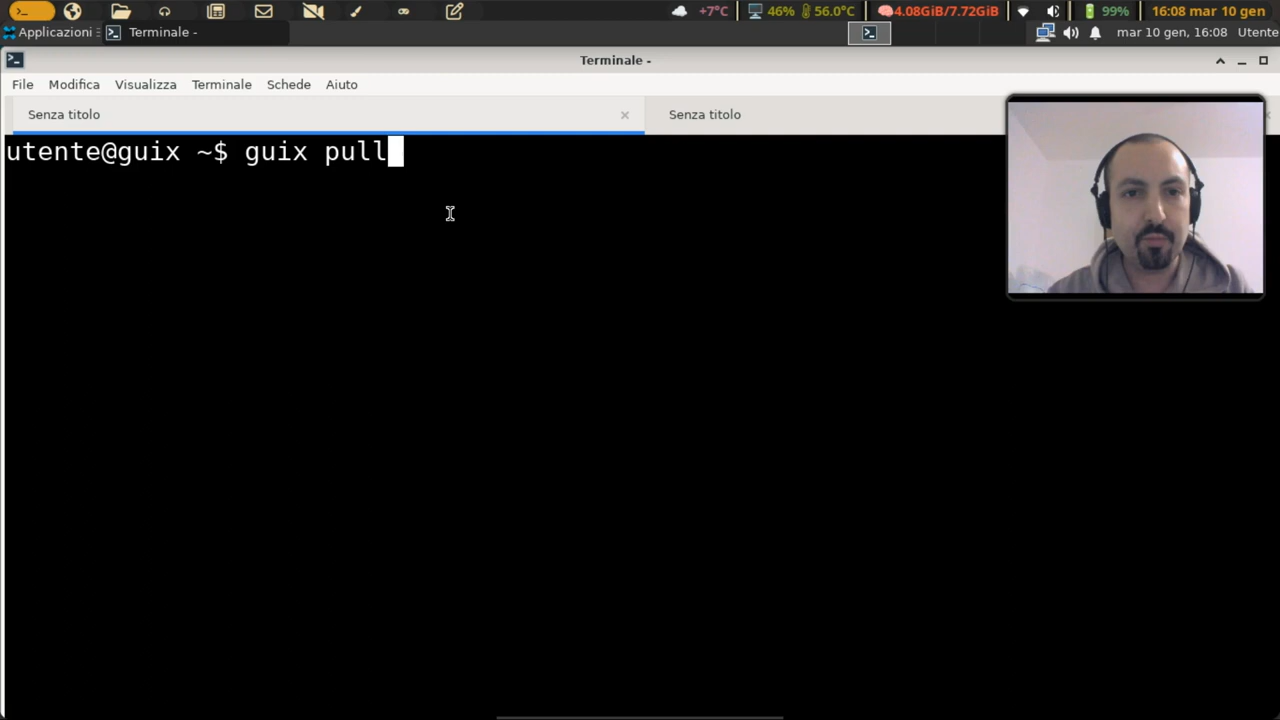 +7°C 46% 56.0°C 4.08GiB/7.72GiB 99% 16:08 mar 10 gen
Applicazioni Terminale - mar 10 gen, 16:08 Utente
Terminale -
File Modifica Visualizza Terminale Schede Aiuto
Senza titolo × Senza titolo ×
utente@guix ~$ guix pull